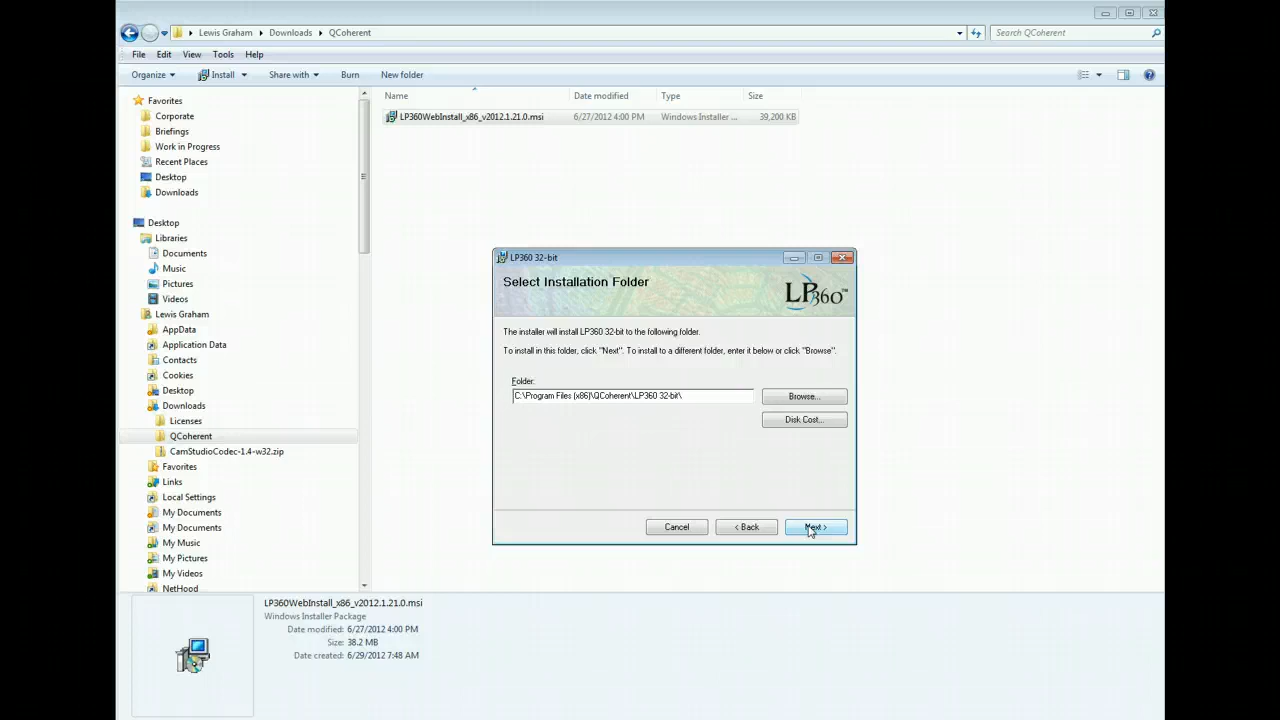 Lewis Graham
Downloads
QCoherent
Search QCoherent
File
Edit
View
Tools
Help
Organize
Install
Share with
Burn
New folder
Name
Date modified
Type
Size
LP360WebInstall_x86_v2012.1.21.0.msi
6/27/2012 4:00 PM
Windows Installer ...
39,200 KB
Favorites
Corporate
Briefings
Work in Progress
Recent Places
Desktop
Downloads
Desktop
Libraries
Documents
Music
Pictures
Videos
Lewis Graham
AppData
Application Data
Contacts
Cookies
Desktop
Downloads
Licenses
QCoherent
CamStudioCodec-1.4-w32.zip
Favorites
Links
Local Settings
My Documents
My Documents
My Music
My Pictures
My Videos
NetHood
LP360 32-bit
Select Installation Folder
LP360™
The installer will install LP360 32-bit to the following folder.
To install in this folder, click "Next". To install to a different folder, enter it below or click "Browse".
Folder:
C:\Program Files (x86)\QCoherent\LP360 32-bit\
Browse...
Disk Cost...
Cancel
< Back
Next >
LP360WebInstall_x86_v2012.1.21.0.msi
Windows Installer Package
Date modified: 6/27/2012 4:00 PM
Size: 38.2 MB
Date created: 6/29/2012 7:48 AM